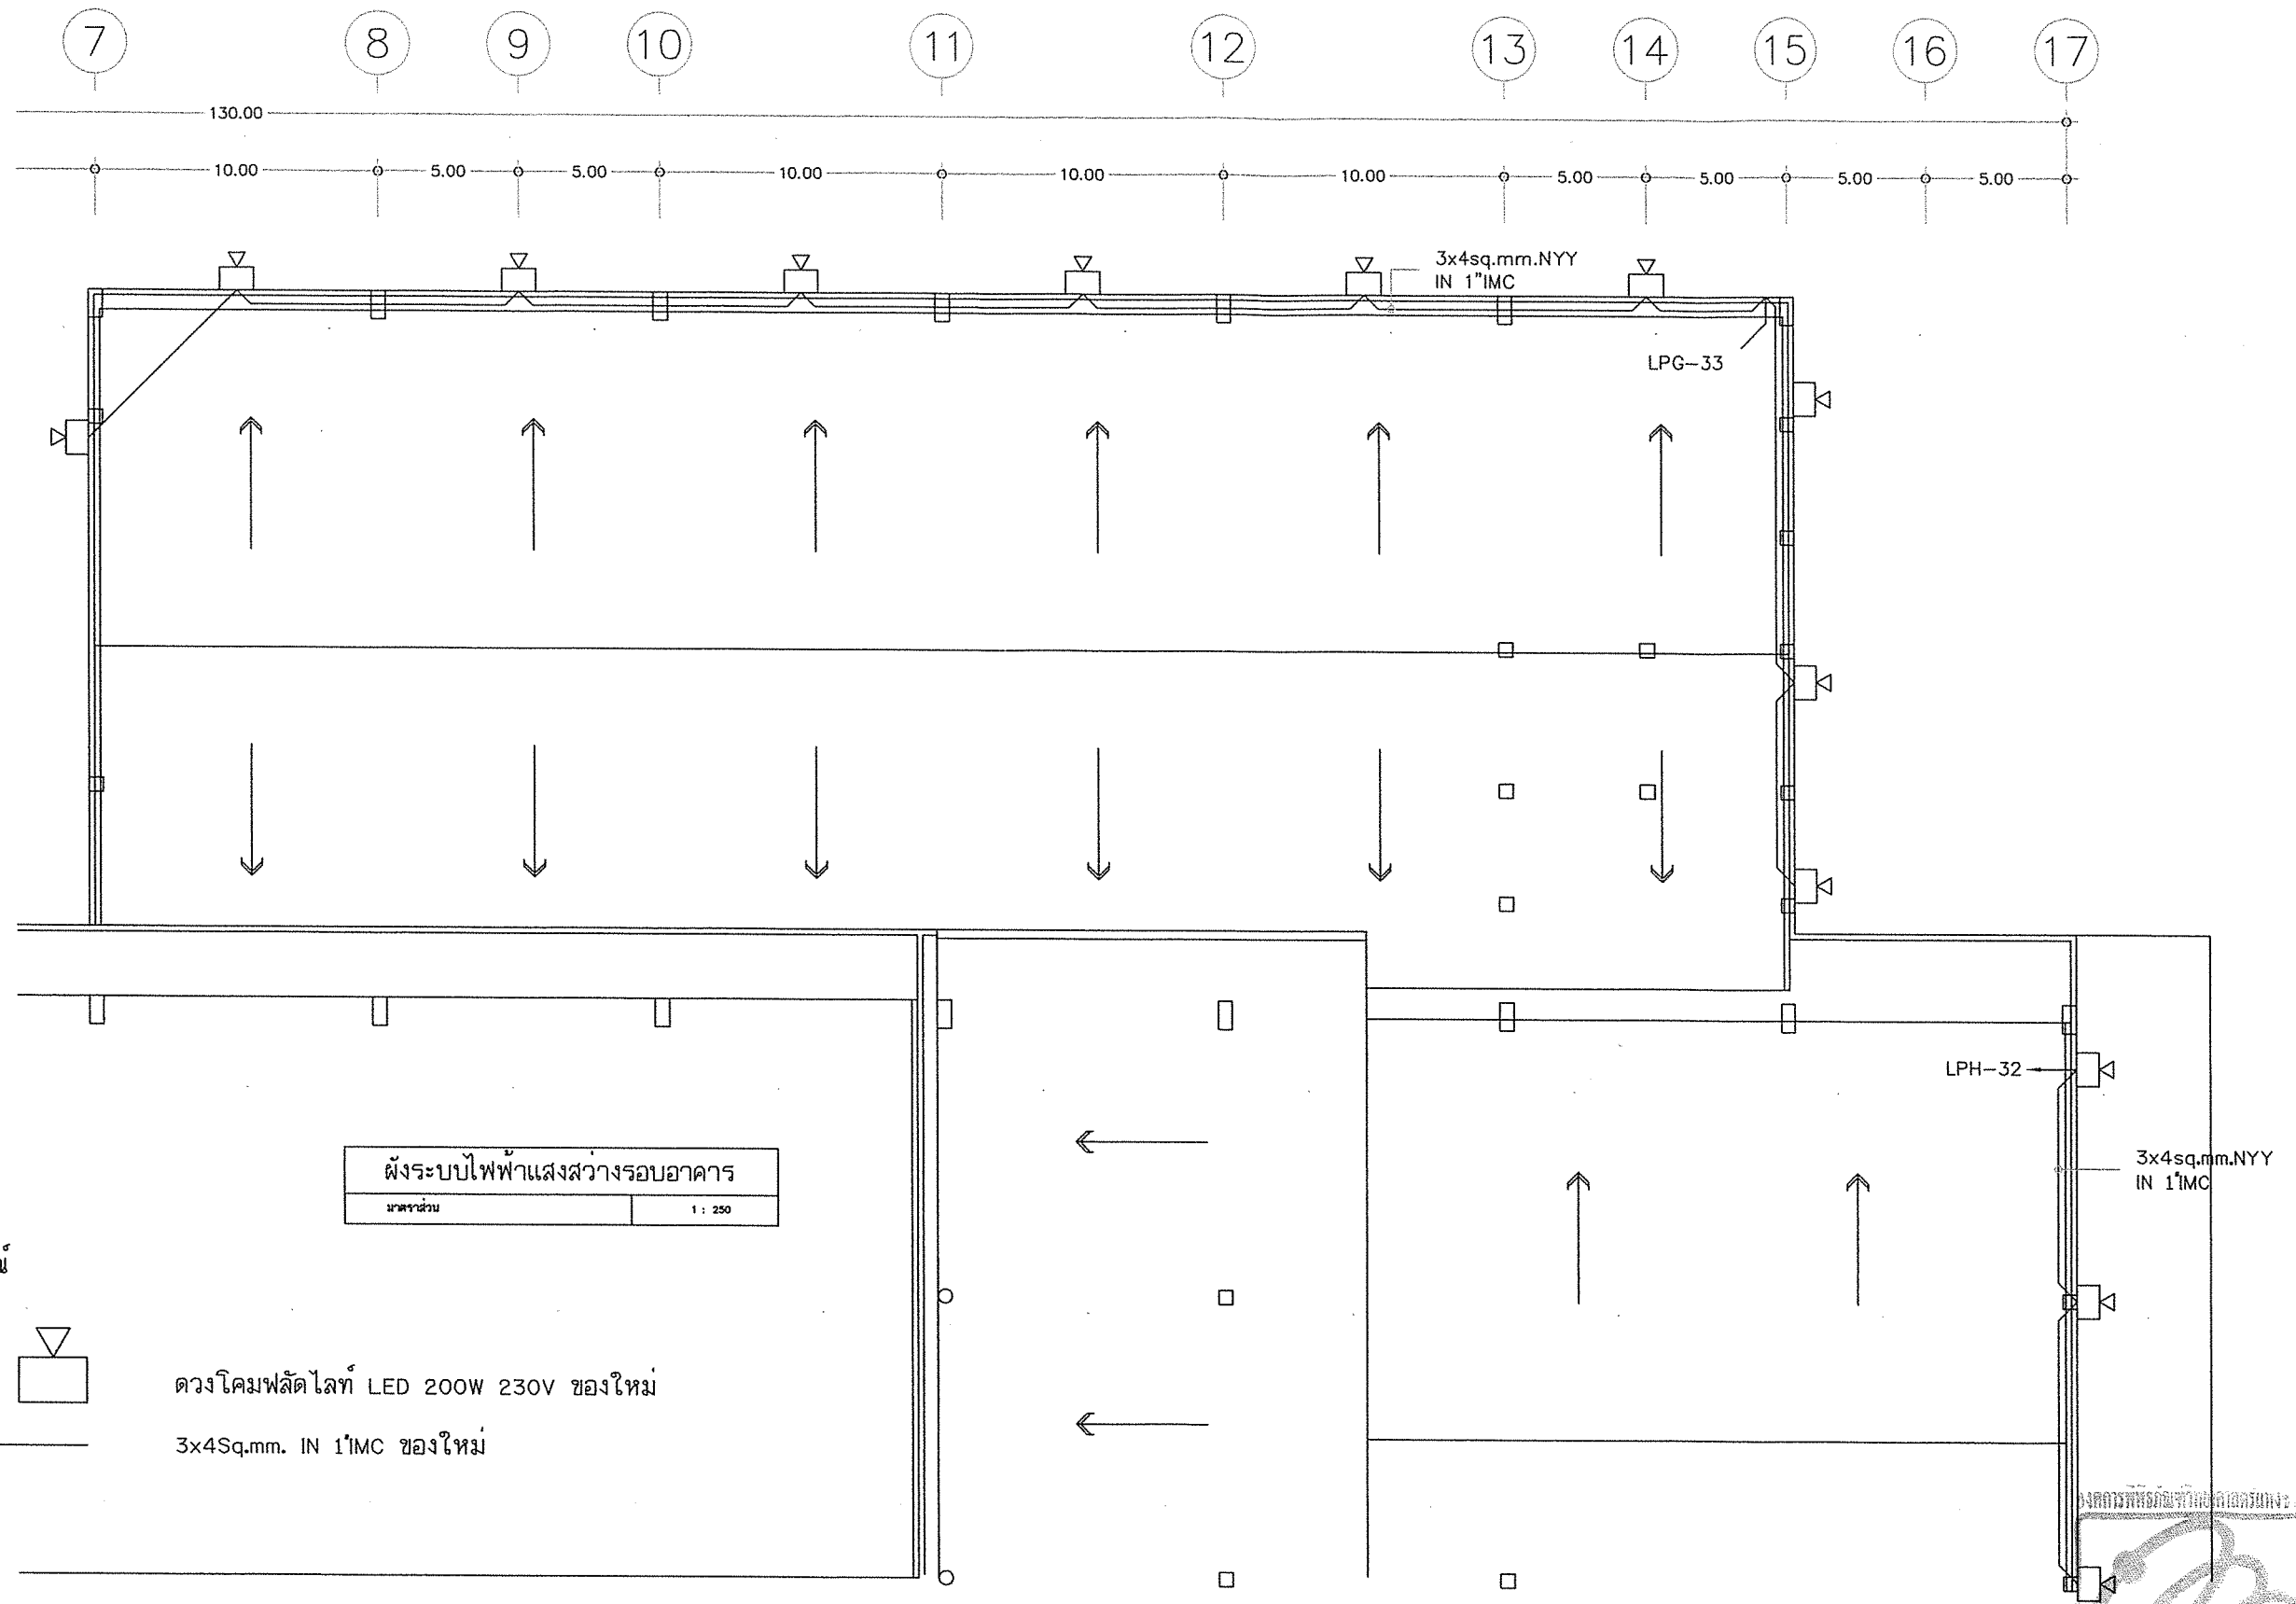 7 8 9 10 11 12 13 14 15 16 17
130.00
10.00 5.00 5.00 10.00 10.00 10.00 5.00 5.00 5.00 5.00
3x4sq.mm.NYY
IN 1"IMC
LPG-33
LPH-32
3x4sq.mm.NYY
IN 1"IMC
ผังระบบไฟฟ้าแสงสว่างรอบอาคาร
มาตราส่วน 1 : 250
ดวงโคมฟลัดไลท์ LED 200W 230V ของใหม่
3x4Sq.mm. IN 1"IMC ของใหม่